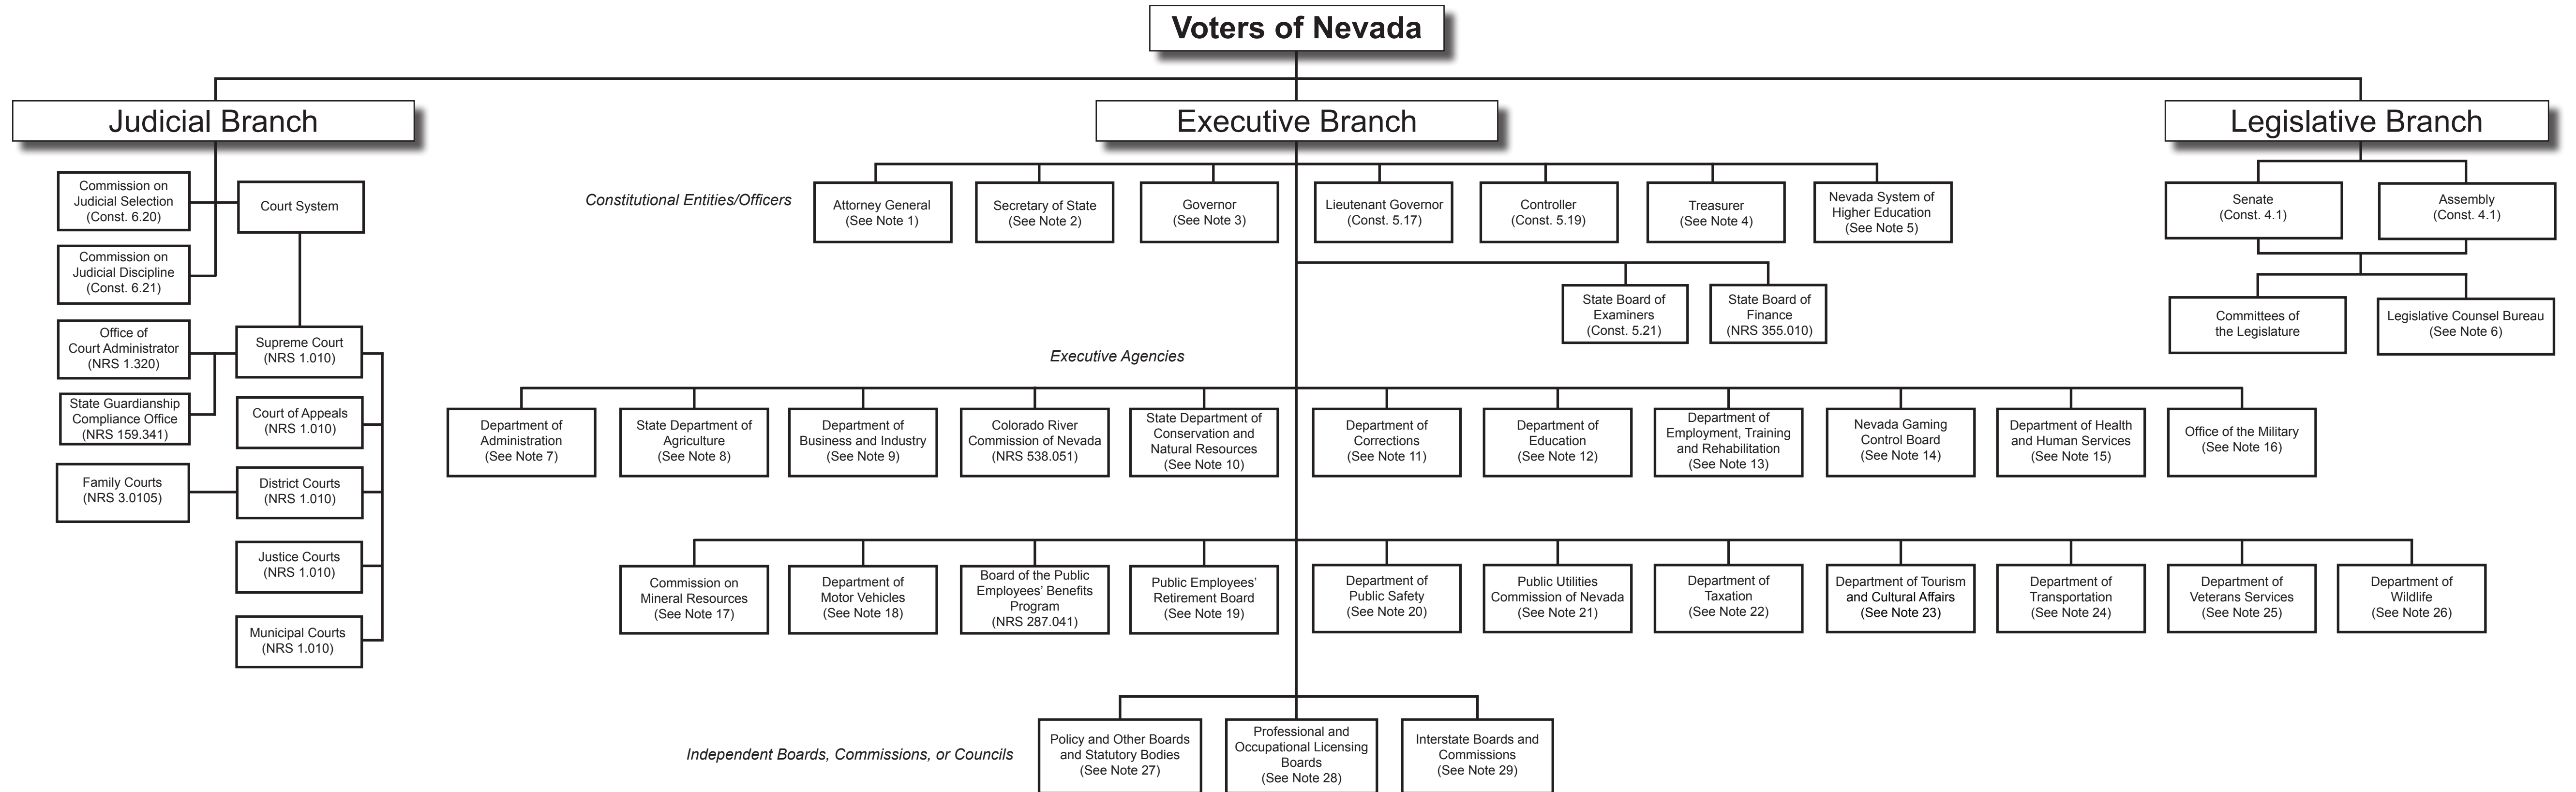 Voters of Nevada
Judicial Branch
Executive Branch
Legislative Branch
Commission on
Judicial Selection
(Const. 6.20)
Court System
Commission on
Judicial Discipline
(Const. 6.21)
Office of
Court Administrator
(NRS 1.320)
Supreme Court
(NRS 1.010)
State Guardianship
Compliance Office
(NRS 159.341)
Court of Appeals
(NRS 1.010)
Family Courts
(NRS 3.0105)
District Courts
(NRS 1.010)
Justice Courts
(NRS 1.010)
Municipal Courts
(NRS 1.010)
Constitutional Entities/Officers
Attorney General
(See Note 1)
Secretary of State
(See Note 2)
Governor
(See Note 3)
Lieutenant Governor
(Const. 5.17)
Controller
(Const. 5.19)
Treasurer
(See Note 4)
Nevada System of
Higher Education
(See Note 5)
State Board of
Examiners
(Const. 5.21)
State Board of
Finance
(NRS 355.010)
Executive Agencies
Department of
Administration
(See Note 7)
State Department of
Agriculture
(See Note 8)
Department of
Business and Industry
(See Note 9)
Colorado River
Commission of Nevada
(NRS 538.051)
State Department of
Conservation and
Natural Resources
(See Note 10)
Department of
Corrections
(See Note 11)
Department of
Education
(See Note 12)
Department of
Employment, Training
and Rehabilitation
(See Note 13)
Nevada Gaming
Control Board
(See Note 14)
Department of Health
and Human Services
(See Note 15)
Office of the Military
(See Note 16)
Commission on
Mineral Resources
(See Note 17)
Department of
Motor Vehicles
(See Note 18)
Board of the Public
Employees’ Benefits
Program
(NRS 287.041)
Public Employees’
Retirement Board
(See Note 19)
Department of
Public Safety
(See Note 20)
Public Utilities
Commission of Nevada
(See Note 21)
Department of
Taxation
(See Note 22)
Department of Tourism
and Cultural Affairs
(See Note 23)
Department of
Transportation
(See Note 24)
Department of
Veterans Services
(See Note 25)
Department of
Wildlife
(See Note 26)
Independent Boards, Commissions, or Councils
Policy and Other Boards
and Statutory Bodies
(See Note 27)
Professional and
Occupational Licensing
Boards
(See Note 28)
Interstate Boards and
Commissions
(See Note 29)
Senate
(Const. 4.1)
Assembly
(Const. 4.1)
Committees of
the Legislature
Legislative Counsel Bureau
(See Note 6)